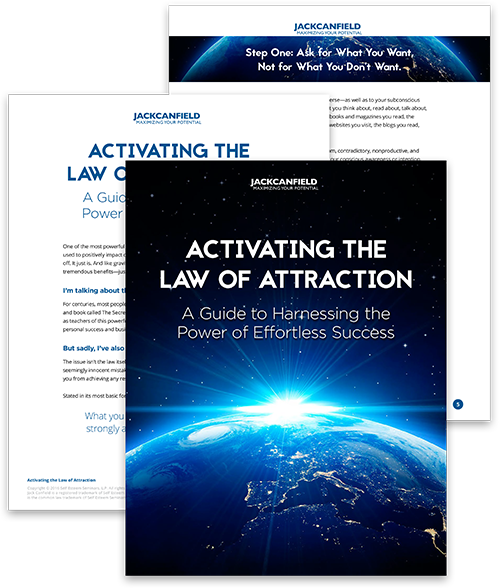 JACKCANFIELD
MAXIMIZING YOUR POTENTIAL
Step One: Ask for What You Want,
Not for What You Don't Want.
erse—as well as to your subconscious
t you think about, read about, talk about,
books and magazines you read, the
websites you visit, the blogs you read,
contradictory, nonproductive, and
your conscious awareness or intention
5
JACKCANFIELD
MAXIMIZING YOUR POTENTIAL
ACTIVATING THE
LAW O
A Guid
Power
One of the most powerful
used to positively impact
off. It just is. And like grav
tremendous benefits—jus
I'm talking about th
For centuries, most people
and book called The Secre
as teachers of this powerfu
personal success and busi
But sadly, I've also
The issue isn't the law itsel
seemingly innocent mistak
you from achieving any re
Stated in its most basic for
What you
strongly a
Activating the Law of Attraction
JACKCANFIELD
MAXIMIZING YOUR POTENTIAL
ACTIVATING THE
LAW OF ATTRACTION
A Guide to Harnessing the
Power of Effortless Success